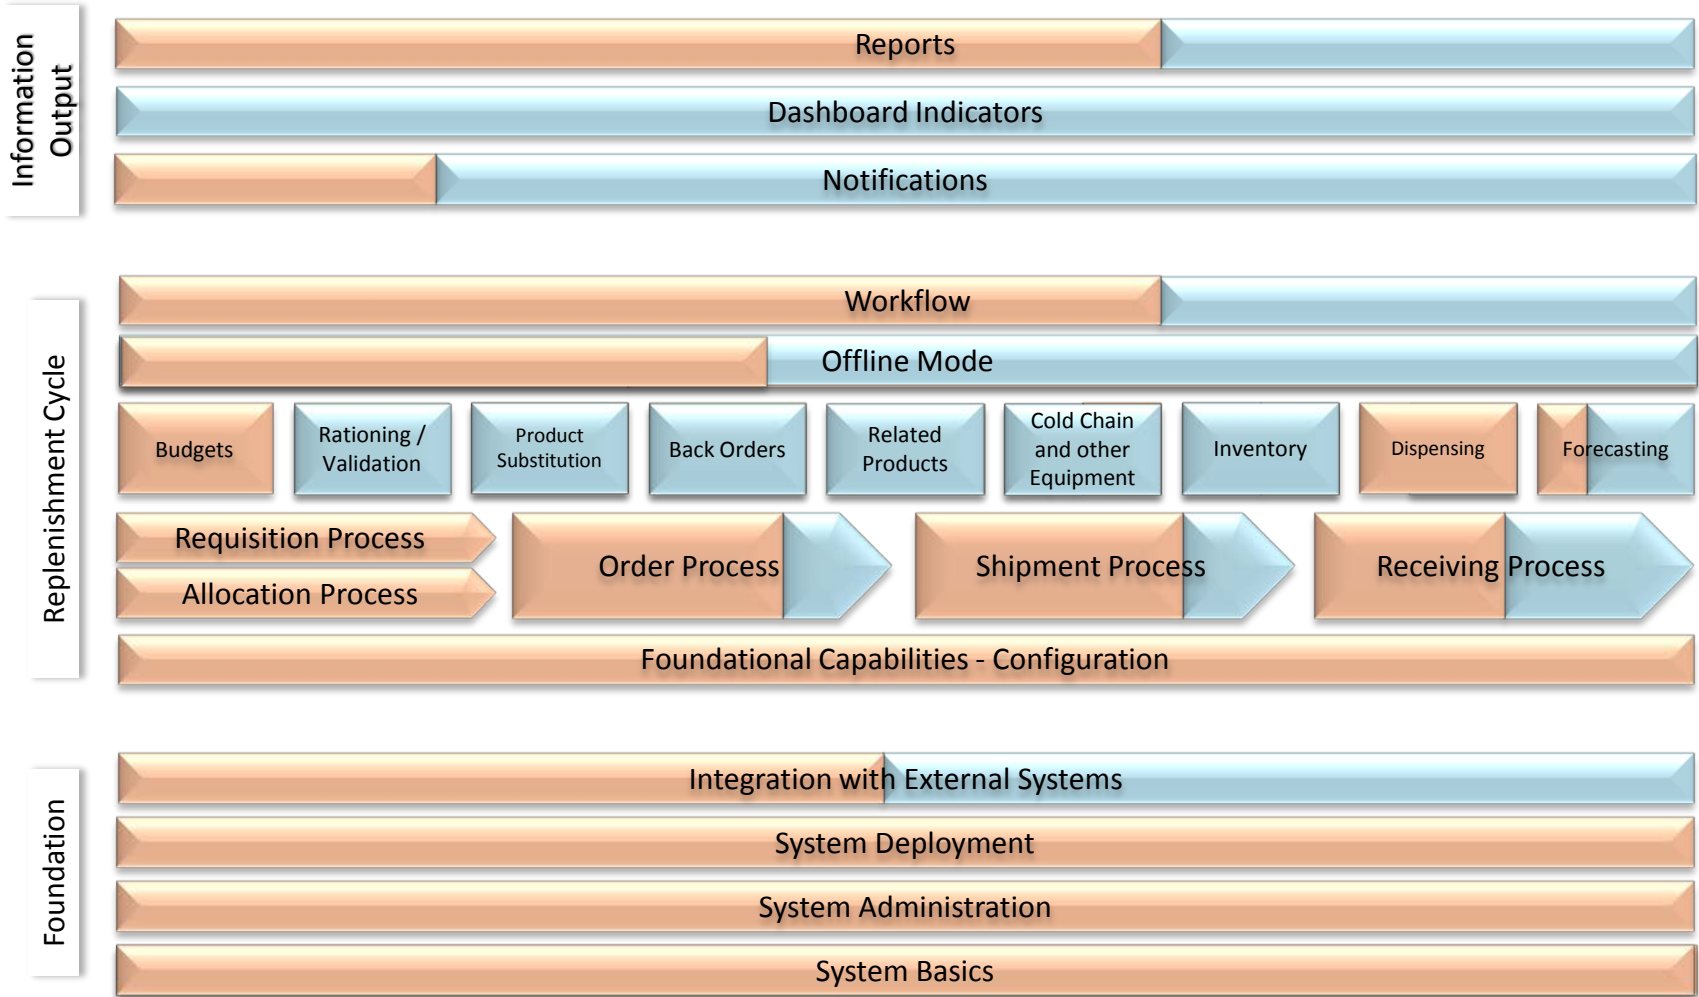 Information
Output
Reports
Dashboard Indicators
Notifications
Replenishment Cycle
Workflow
Offline Mode
Budgets
Rationing /
Validation
Product
Substitution
Back Orders
Related
Products
Cold Chain
and other
Equipment
Inventory
Dispensing
Forecasting
Requisition Process
Allocation Process
Order Process
Shipment Process
Receiving Process
Foundational Capabilities - Configuration
Foundation
Integration with External Systems
System Deployment
System Administration
System Basics